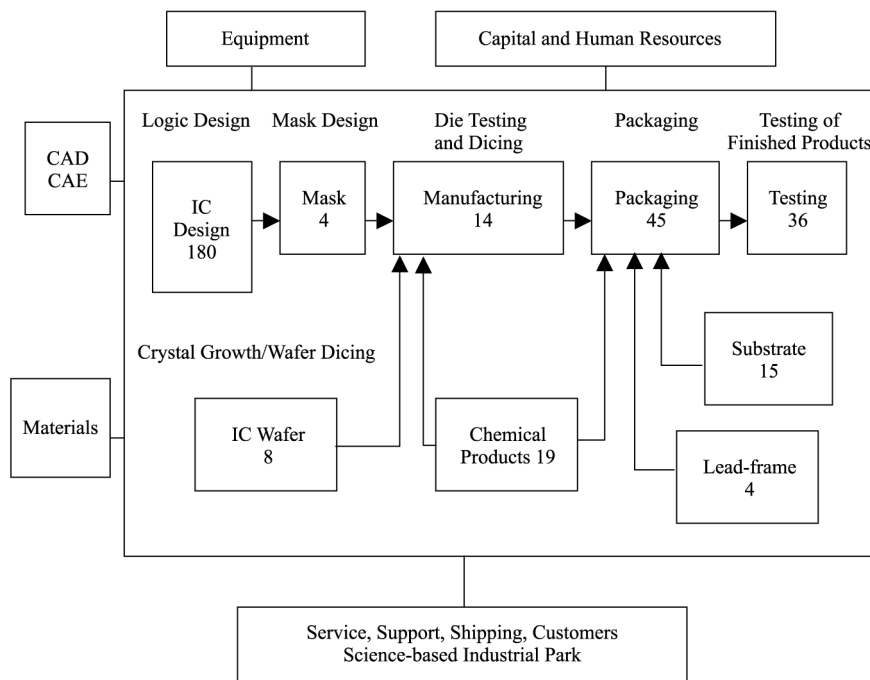 Equipment
Capital and Human Resources
CAD
CAE
Logic Design
Mask Design
Die Testing
and Dicing
Packaging
Testing of
Finished Products
IC
Design
180
Mask
4
Manufacturing
14
Packaging
45
Testing
36
Crystal Growth/Wafer Dicing
Materials
IC Wafer
8
Chemical
Products 19
Substrate
15
Lead-frame
4
Service, Support, Shipping, Customers
Science-based Industrial Park